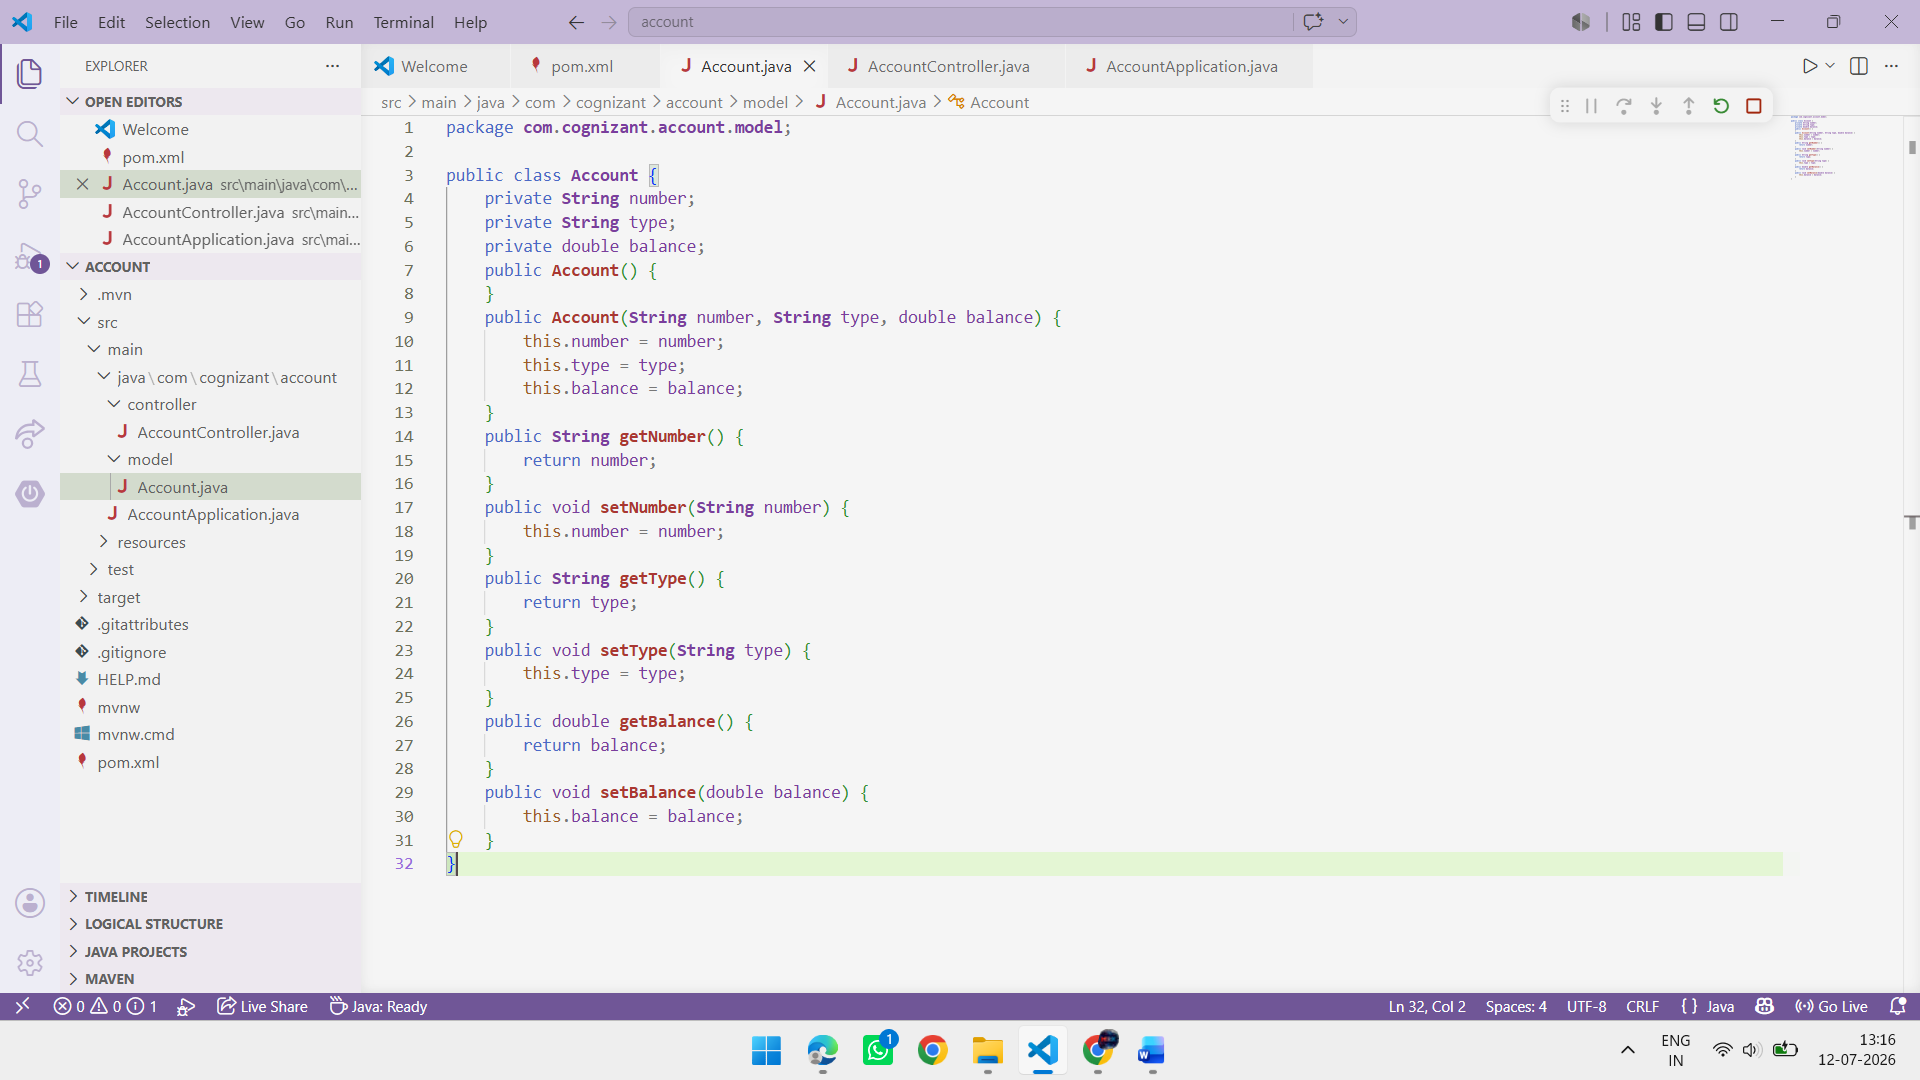 File Edit Selection View Go Run Terminal Help
account
EXPLORER
OPEN EDITORS
Welcome
pom.xml
Account.java src\main\java\com\...
AccountController.java src\main...
AccountApplication.java src\mai...
ACCOUNT
.mvn
src
main
java\com\cognizant\account
controller
AccountController.java
model
Account.java
AccountApplication.java
resources
test
target
.gitattributes
.gitignore
HELP.md
mvnw
mvnw.cmd
pom.xml
TIMELINE
LOGICAL STRUCTURE
JAVA PROJECTS
MAVEN
1
Welcome pom.xml Account.java AccountController.java AccountApplication.java
src > main > java > com > cognizant > account > model > Account.java > Account
1 package com.cognizant.account.model;
2
3 public class Account {
4 private String number;
5 private String type;
6 private double balance;
7 public Account() {
8 }
9 public Account(String number, String type, double balance) {
10 this.number = number;
11 this.type = type;
12 this.balance = balance;
13 }
14 public String getNumber() {
15 return number;
16 }
17 public void setNumber(String number) {
18 this.number = number;
19 }
20 public String getType() {
21 return type;
22 }
23 public void setType(String type) {
24 this.type = type;
25 }
26 public double getBalance() {
27 return balance;
28 }
29 public void setBalance(double balance) {
30 this.balance = balance;
31 }
32 }
0 0 1 Live Share Java: Ready Ln 32, Col 2 Spaces: 4 UTF-8 CRLF {} Java Go Live
1
W
ENG
IN
13:16
12-07-2026